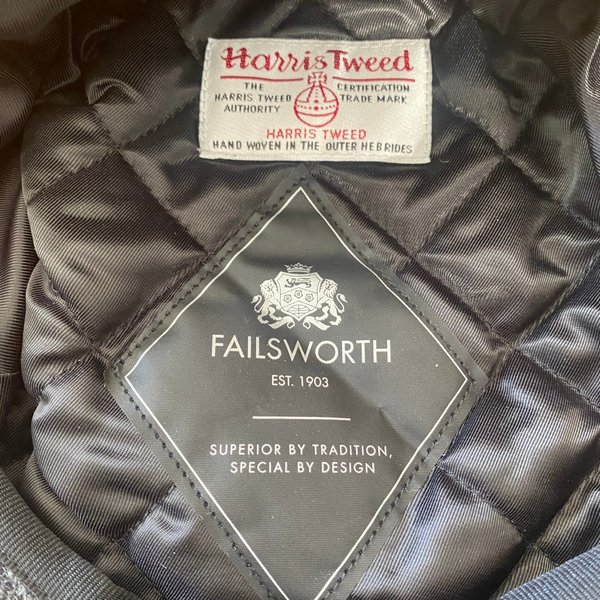 Harris Tweed
THE HARRIS TWEED AUTHORITY
CERTIFICATION TRADE MARK
HARRIS TWEED
HAND WOVEN IN THE OUTER HEBRIDES
FAILSWORTH
EST. 1903
SUPERIOR BY TRADITION,
SPECIAL BY DESIGN